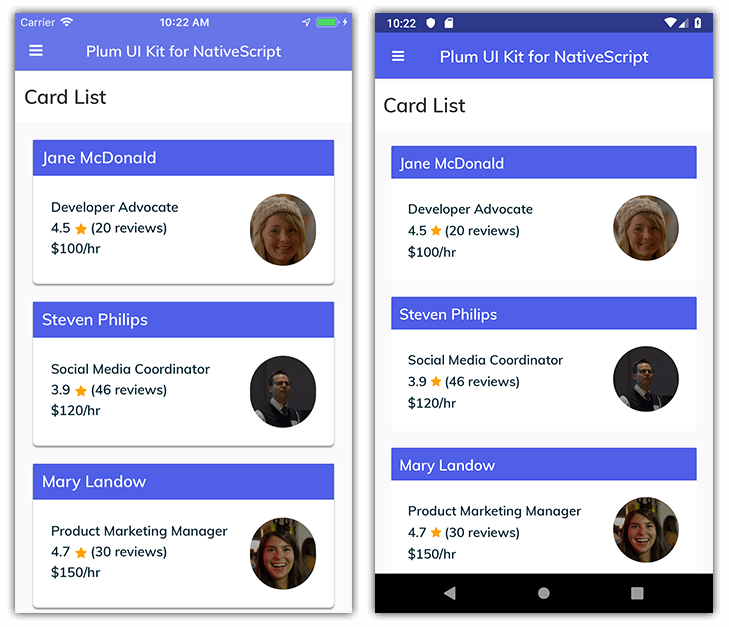 Carrier 10:22 AM
Plum UI Kit for NativeScript
Card List
Jane McDonald
Developer Advocate
4.5 (20 reviews)
$100/hr
Steven Philips
Social Media Coordinator
3.9 (46 reviews)
$120/hr
Mary Landow
Product Marketing Manager
4.7 (30 reviews)
$150/hr
10:22
Plum UI Kit for NativeScript
Card List
Jane McDonald
Developer Advocate
4.5 (20 reviews)
$100/hr
Steven Philips
Social Media Coordinator
3.9 (46 reviews)
$120/hr
Mary Landow
Product Marketing Manager
4.7 (30 reviews)
$150/hr